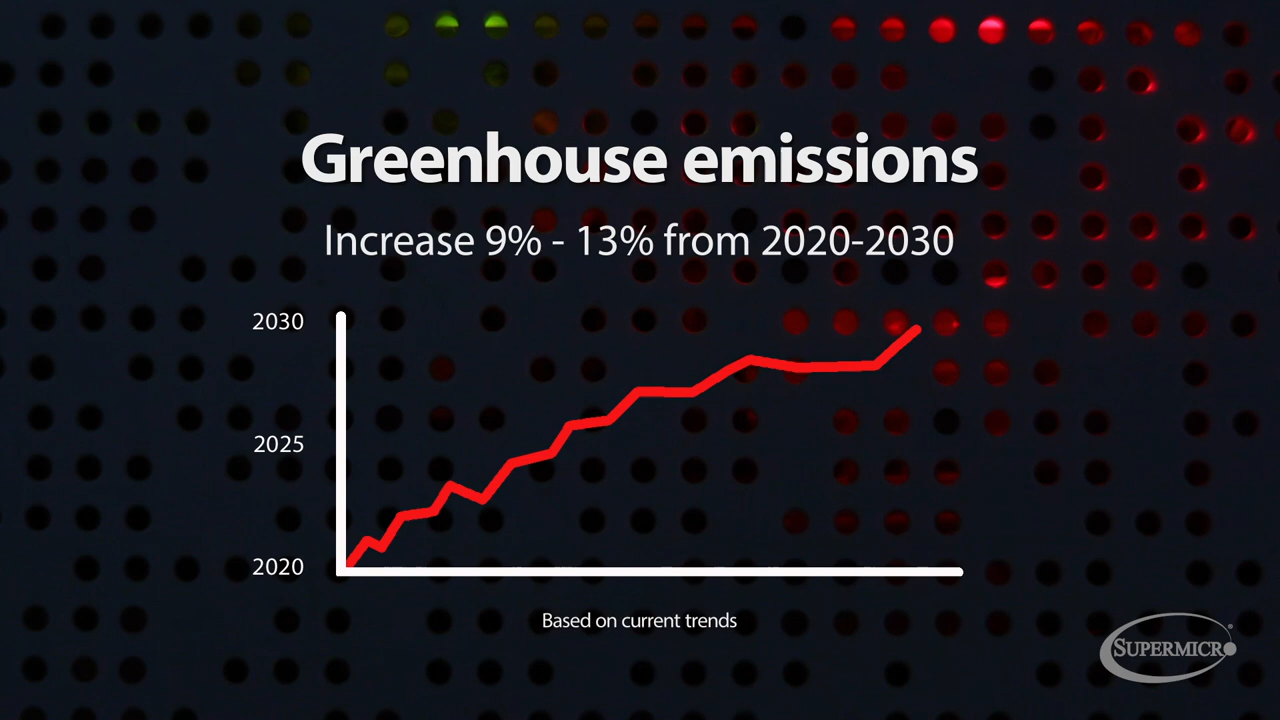 Greenhouse emissions
Increase 9% - 13% from 2020-2030
2030
2025
2020
Based on current trends
SUPERMICRO